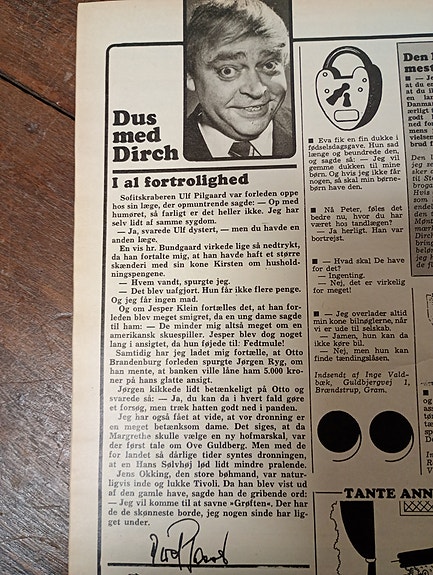 Dus
med
Dirch
I al fortrolighed
Sofitskraberen Ulf Pilgaard var forleden oppe
hos sin læge, der opmuntrende sagde: — Op med
humøret, så farligt er det heller ikke. Jeg har
selv lidt af samme sygdom.
— Ja, svarede Ulf dystert, — men du havde en
anden læge.
En vis hr. Bundgaard virkede lige så nedtrykt,
da han fortalte mig, at han havde haft et større
skænderi med sin kone Kirsten om hushold-
ningspengene.
— Hvem vandt, spurgte jeg.
— Det blev uafgjort. Hun får ikke flere penge.
Og jeg får ingen mad.
Og om Jesper Klein fortælles det, at han for-
leden blev meget smigret, da en ung dame sagde
til ham: — De minder mig altså meget om en
amerikansk skuespiller. Jesper blev dog noget
lang i ansigtet, da hun føjede til: Fedtmule!
Samtidig har jeg ladet mig fortælle, at Otto
Brandenburg forleden spurgte Jørgen Ryg, om
han mente, at banken ville låne ham 5.000 kro-
ner på hans glatte ansigt.
Jørgen kikkede lidt betænkeligt på Otto og
svarede så: — Ja, du kan da i hvert fald gøre
et forsøg, men træk hatten godt ned i panden.
Jeg har også fået at vide, at vor dronning er
en meget betænksom dame. Det siges, at da
Margrethe skulle vælge en ny hofmarskal, var
der først tale om Ove Guldberg. Men med de
for landet så dårlige tider syntes dronningen,
at en Hans Sølvhøj lød lidt mindre pralende.
Jens Okking, den store bøhmand, var natur-
ligvis inde og lukke Tivoli. Da han blev vist ud
af den gamle have, sagde han de gribende ord:
— Jeg vil komme til at savne »Grøften«. Der har
de de skønneste borde, jeg nogen sinde har lig-
get under.
■ Eva fik en fin dukke i
fødselsdagsgave. Hun sad
længe og beundrede den,
og sagde så: — Jeg vil
gemme dukken til mine
børn. Og hvis jeg ikke får
nogen, så skal mine børne-
børn have den.
■ Nå Peter, føles det
bedre nu, hvor du har
været hos tandlægen?
— Ja herligt. Han var
bortrejst.
■ — Hvad skal De have
for det?
— Ingenting.
— Nej, det er virkelig
for meget!
■ — Jeg overlader altid
min kone bilnøglerne, når
vi er ude til selskab.
— Jamen, hun kan da
ikke køre bil.
— Nej, men hun kan
finde tændingslåsen.
Indsendt af Inge Vald-
bæk, Guldbjergvej 1,
Brændstrup, Gram.
TANTE ANN